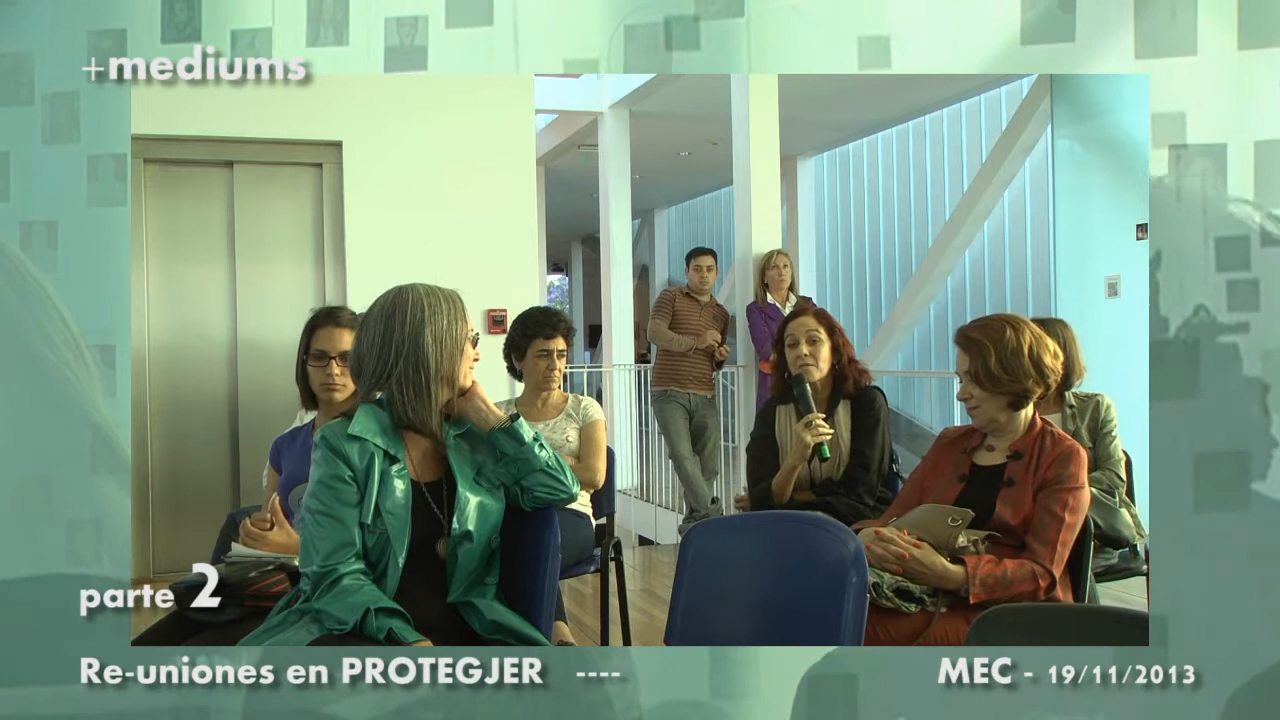 +mediums
parte 2
Re-uniones en PROTEGJER ----
MEC - 19/11/2013